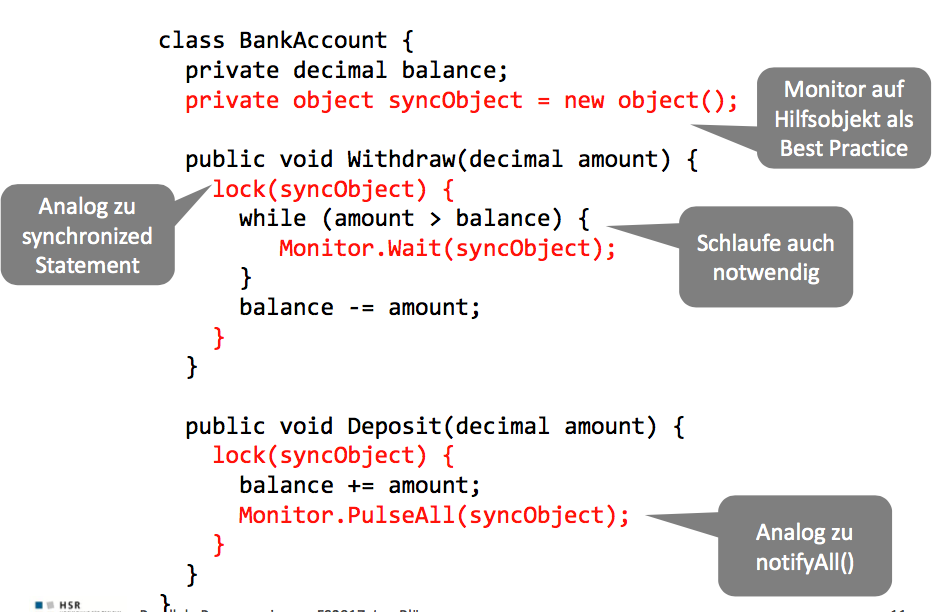 class BankAccount {
private decimal balance;
private object syncObject = new object();
Monitor auf
Hilfsobjekt als
Best Practice
public void Withdraw(decimal amount) {
lock(syncObject) {
Analog zu
synchronized
Statement
while (amount > balance) {
Monitor.Wait(syncObject);
Schlaufe auch
notwendig
}
balance -= amount;
}
}
public void Deposit(decimal amount) {
lock(syncObject) {
balance += amount;
Monitor.PulseAll(syncObject);
Analog zu
notifyAll()
}
}
}
HSR